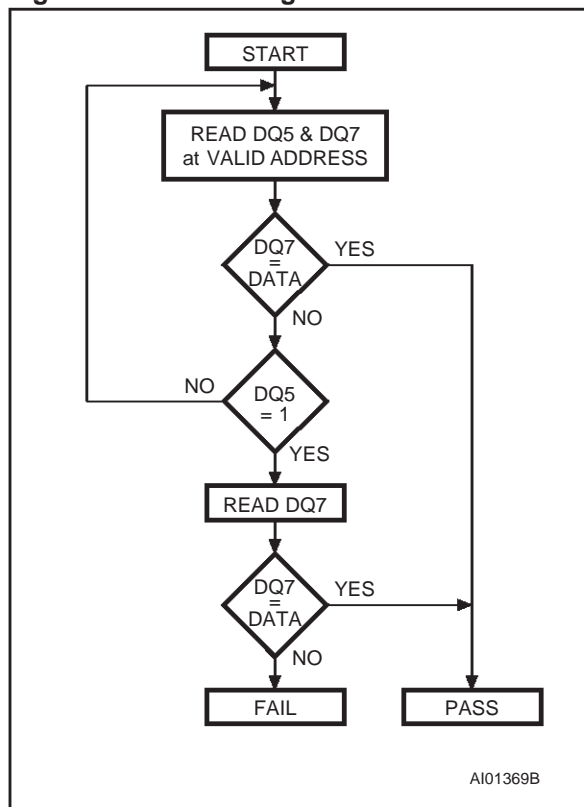 START
READ DQ5 & DQ7
at VALID ADDRESS
DQ7
=
DATA
YES
NO
NO
DQ5
= 1
YES
READ DQ7
DQ7
=
DATA
YES
NO
FAIL
PASS
AI01369B